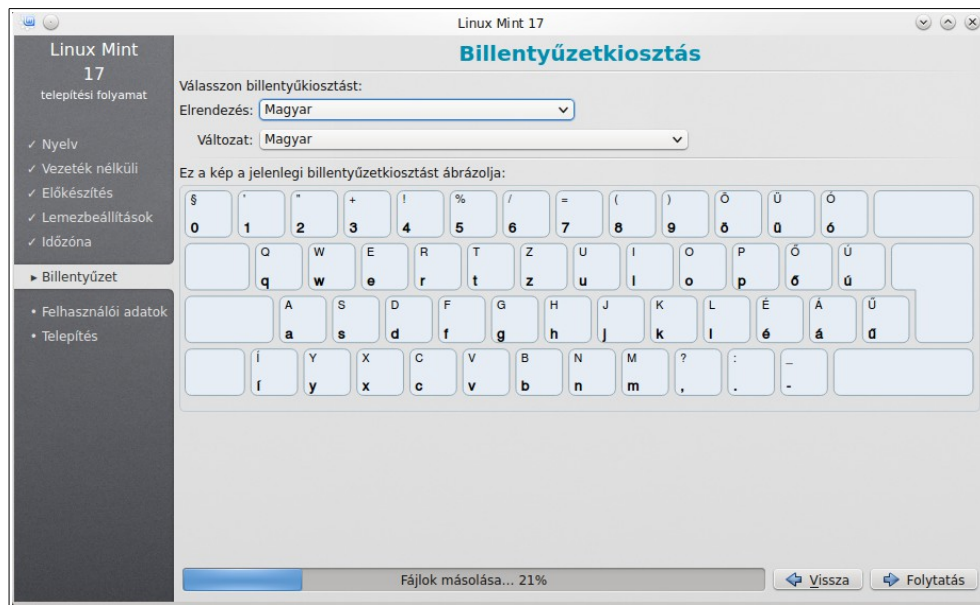 Linux Mint 17
Linux Mint
17
telepítési folyamat
✓ Nyelv
✓ Vezeték nélküli
✓ Előkészítés
✓ Lemezbeállítások
✓ Időzóna
▸ Billentyűzet
• Felhasználói adatok
• Telepítés
Billentyűzetkiosztás
Válasszon billentyűkiosztást:
Elrendezés: Magyar
Változat: Magyar
Ez a kép a jelenlegi billentyűzetkiosztást ábrázolja:
§ ' " + ! % / = ( ) Ö Ü Ó
0 1 2 3 4 5 6 7 8 9 ö ü ó
Q W E R T Z U I O P Ő Ú
q w e r t z u i o p ő ú
A S D F G H J K L É Á Ű
a s d f g h j k l é á ű
Í Y X C V B N M ? : _
í y x c v b n m , . -
Fájlok másolása... 21%
Vissza
Folytatás